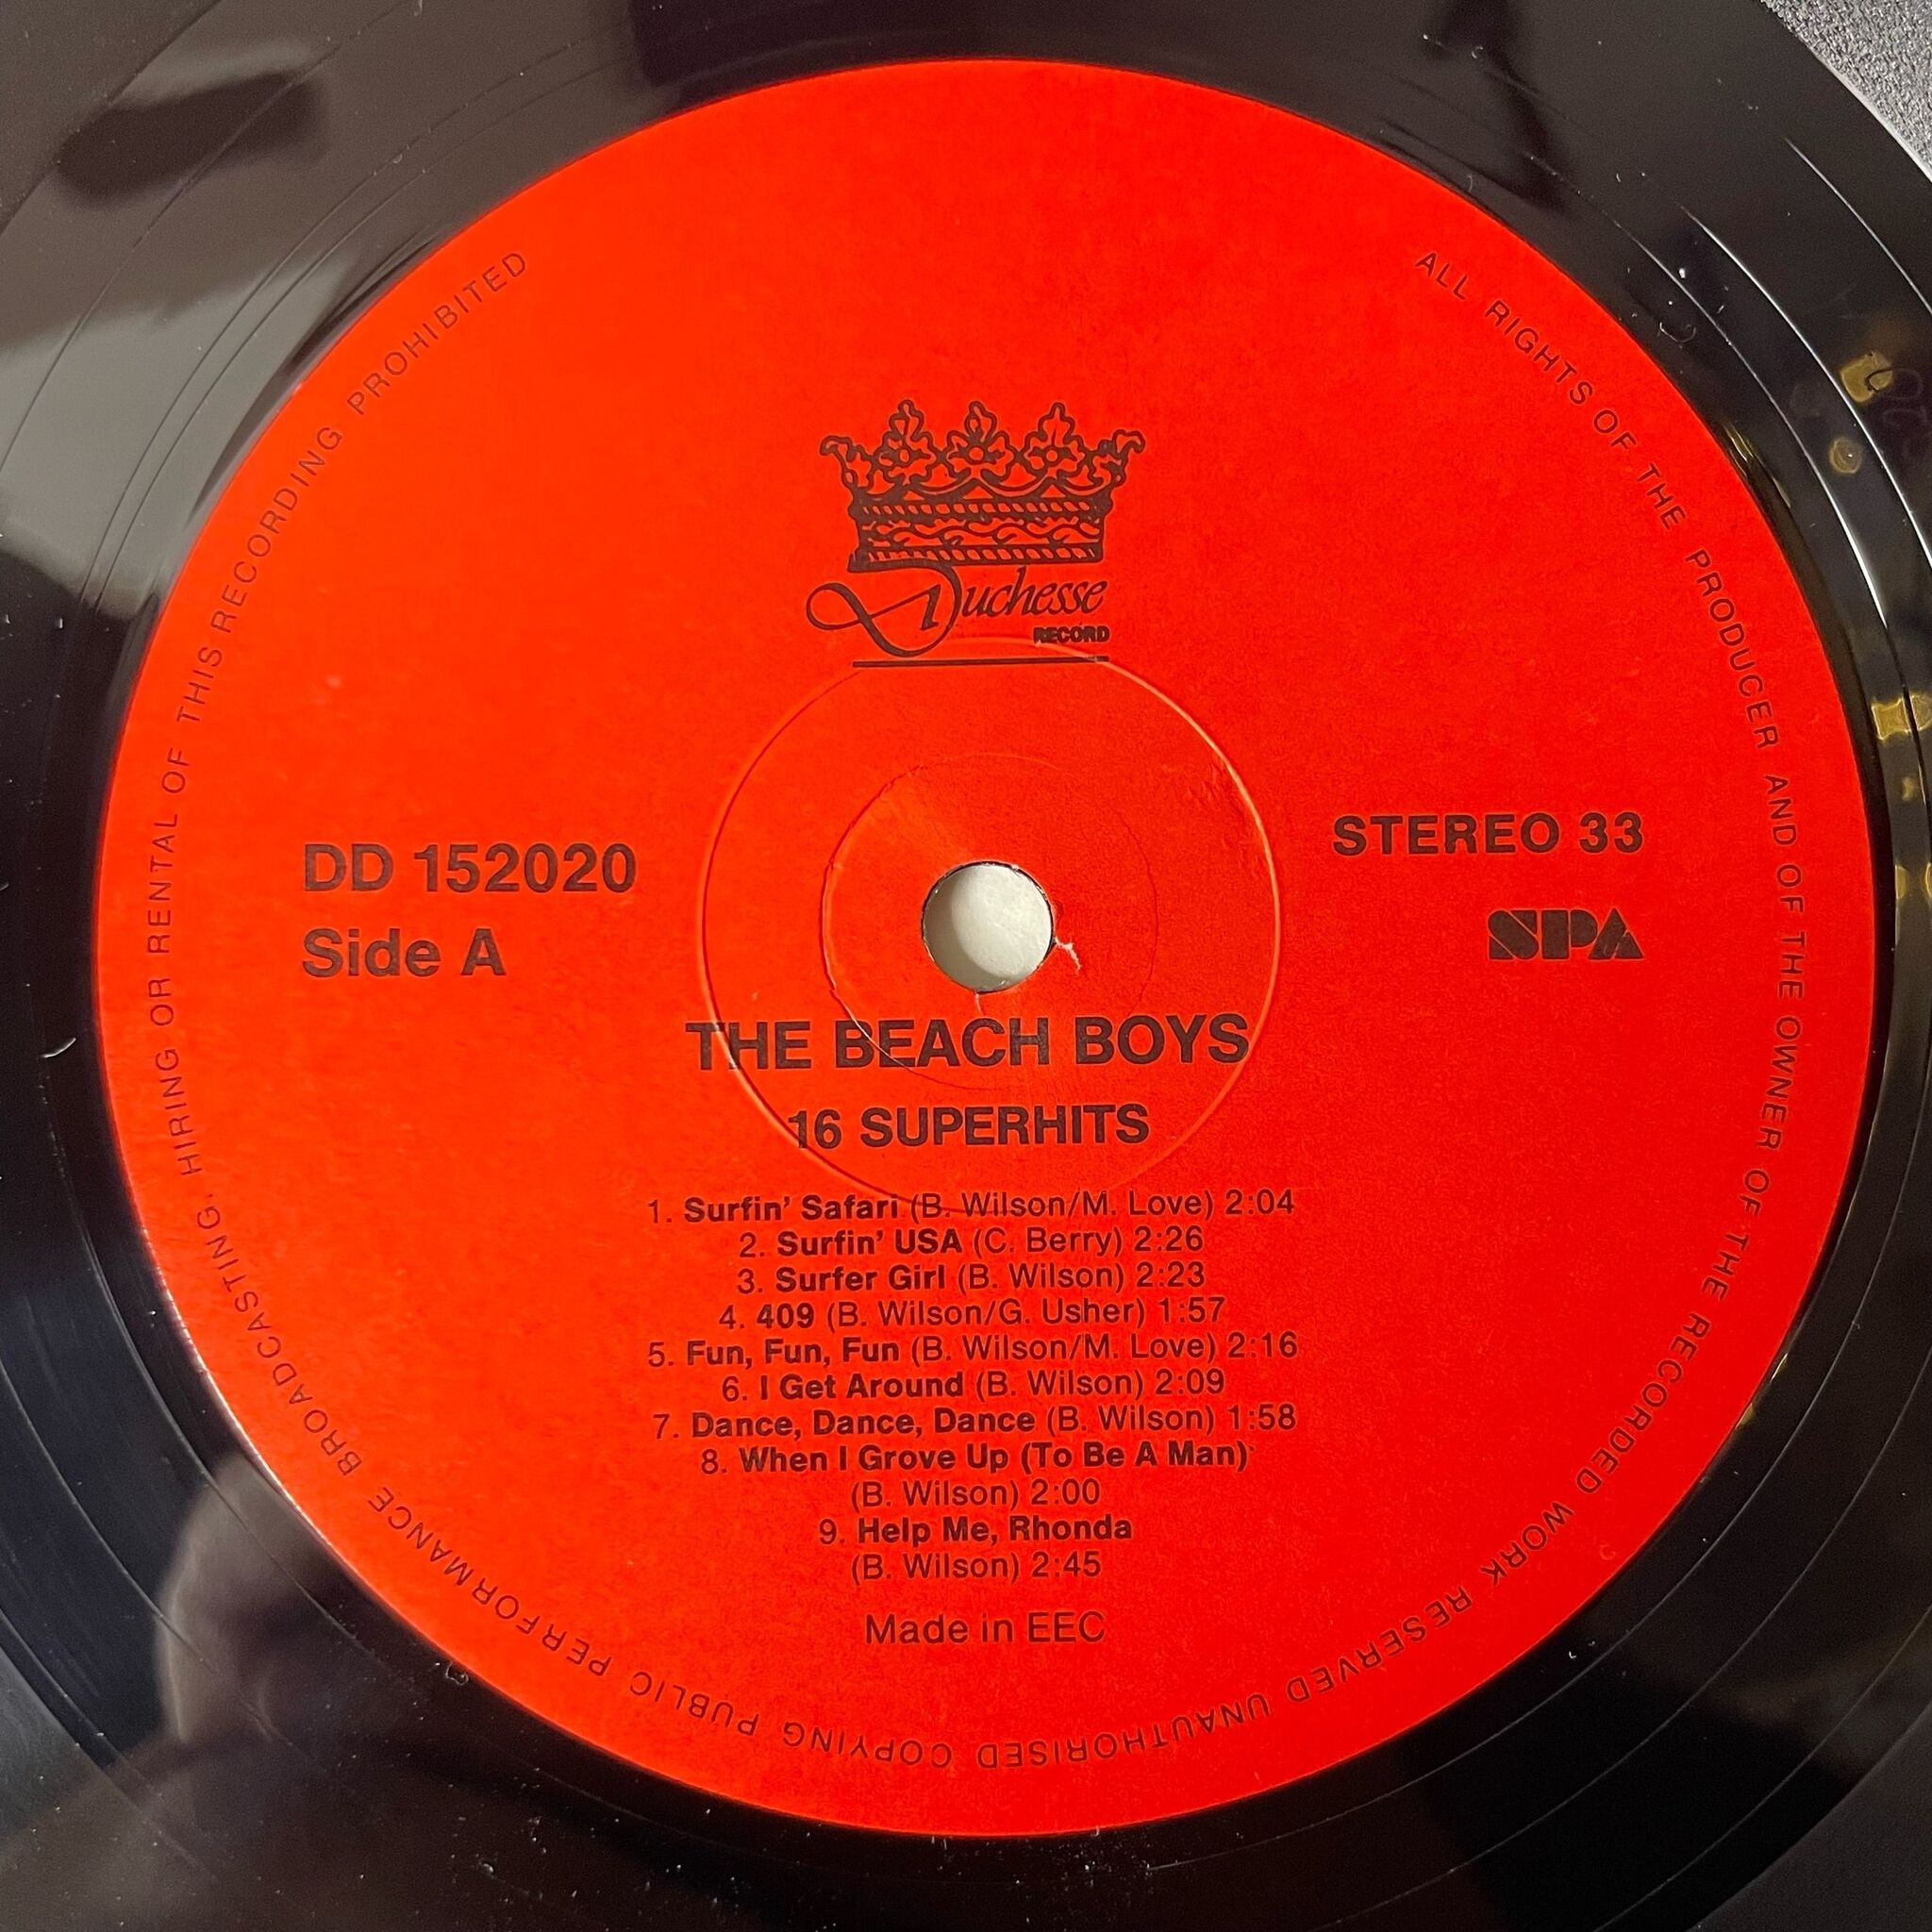 Duchesse
RECORD
DD 152020
Side A
STEREO 33
SPA
THE BEACH BOYS
16 SUPERHITS
1. Surfin' Safari (B. Wilson/M. Love) 2:04
2. Surfin' USA (C. Berry) 2:26
3. Surfer Girl (B. Wilson) 2:23
4. 409 (B. Wilson/G. Usher) 1:57
5. Fun, Fun, Fun (B. Wilson/M. Love) 2:16
6. I Get Around (B. Wilson) 2:09
7. Dance, Dance, Dance (B. Wilson) 1:58
8. When I Grove Up (To Be A Man)
(B. Wilson) 2:00
9. Help Me, Rhonda
(B. Wilson) 2:45
Made in EEC
ALL RIGHTS OF THE PRODUCER AND OF THE OWNER OF THE RECORDED WORK RESERVED UNAUTHORISED COPYING PUBLIC PERFORMANCE BROADCASTING. HIRING OR RENTAL OF THIS RECORDING PROHIBITED